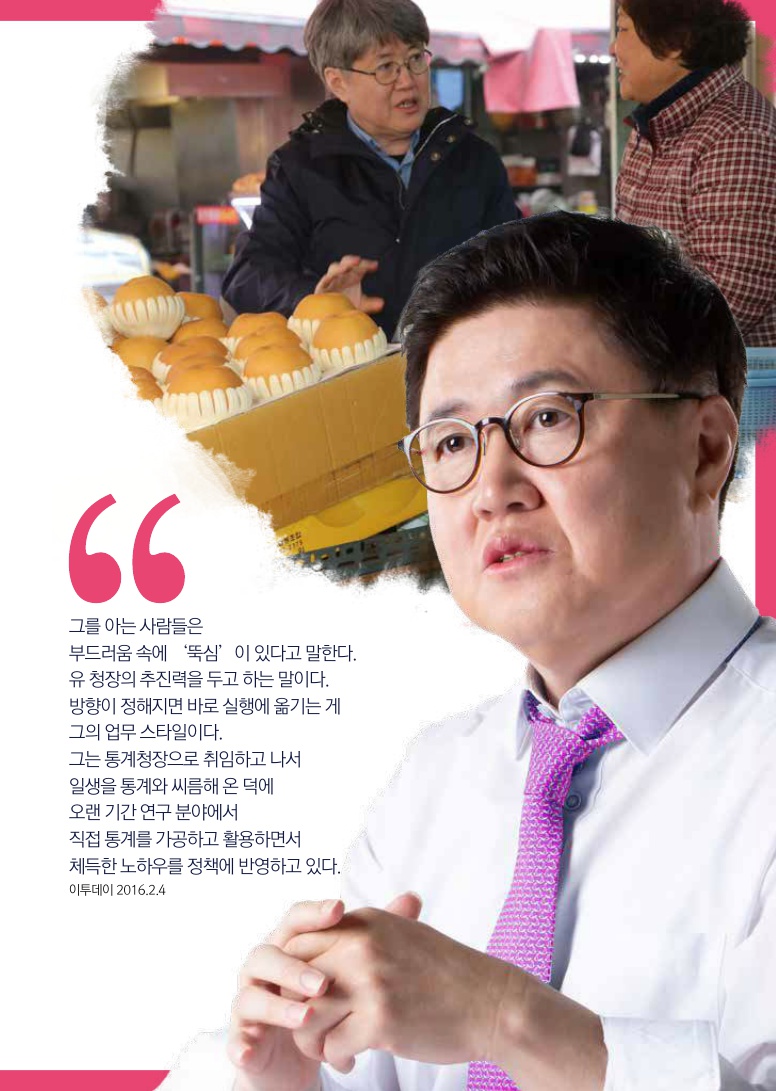 그를 아는 사람들은
부드러움 속에 ‘뚝심’이 있다고 말한다.
유 청장의 추진력을 두고 하는 말이다.
방향이 정해지면 바로 실행에 옮기는 게
그의 업무 스타일이다.
그는 통계청장으로 취임하고 나서
일생을 통계와 씨름해 온 덕에
오랜 기간 연구 분야에서
직접 통계를 가공하고 활용하면서
체득한 노하우를 정책에 반영하고 있다.
이투데이 2016.2.4